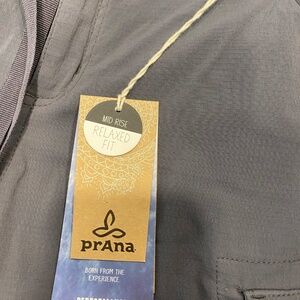 MID RISE
RELAXED
FIT
prAna
BORN FROM THE
EXPERIENCE